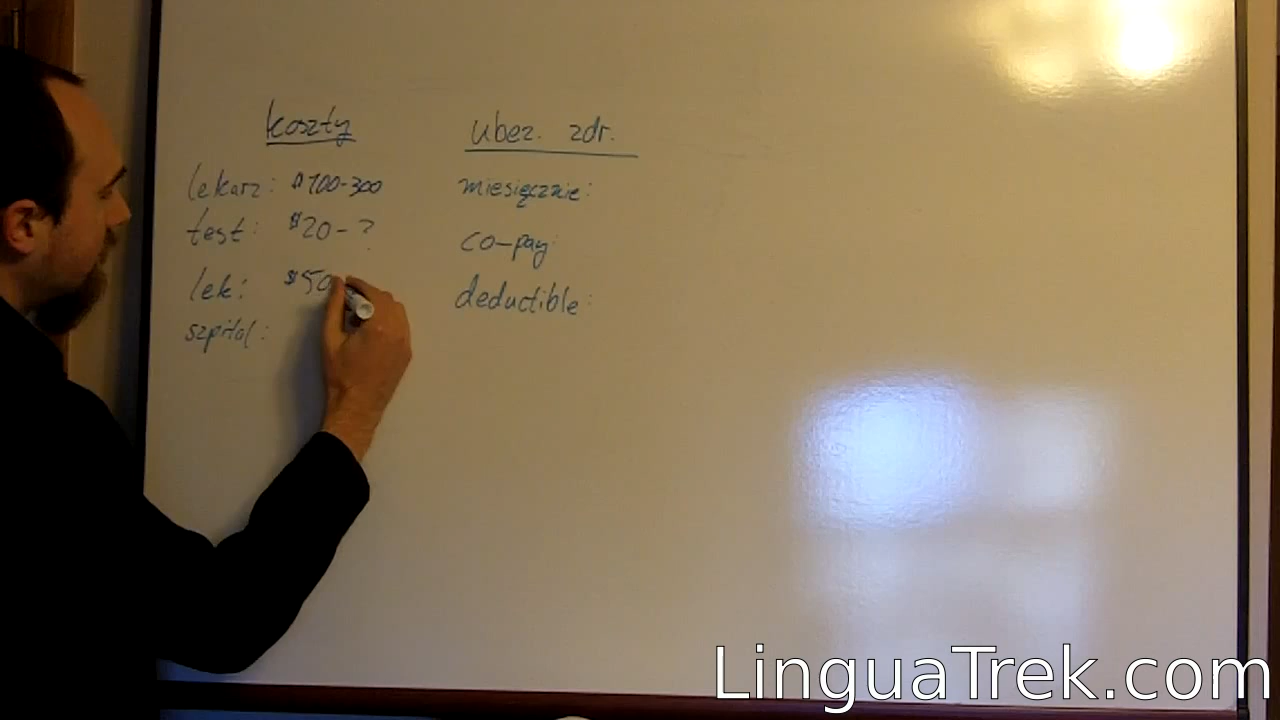 koszty
lekarz: $100-300
test: $20-?
lek: $50
szpital:
ubez. zdr.
miesięcznie:
co-pay:
deductible:
LinguaTrek.com